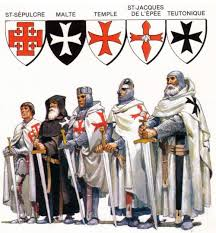 ST-SÉPULCRE
MALTE
TEMPLE
ST-JACQUES
DE L'ÉPÉE
TEUTONIQUE